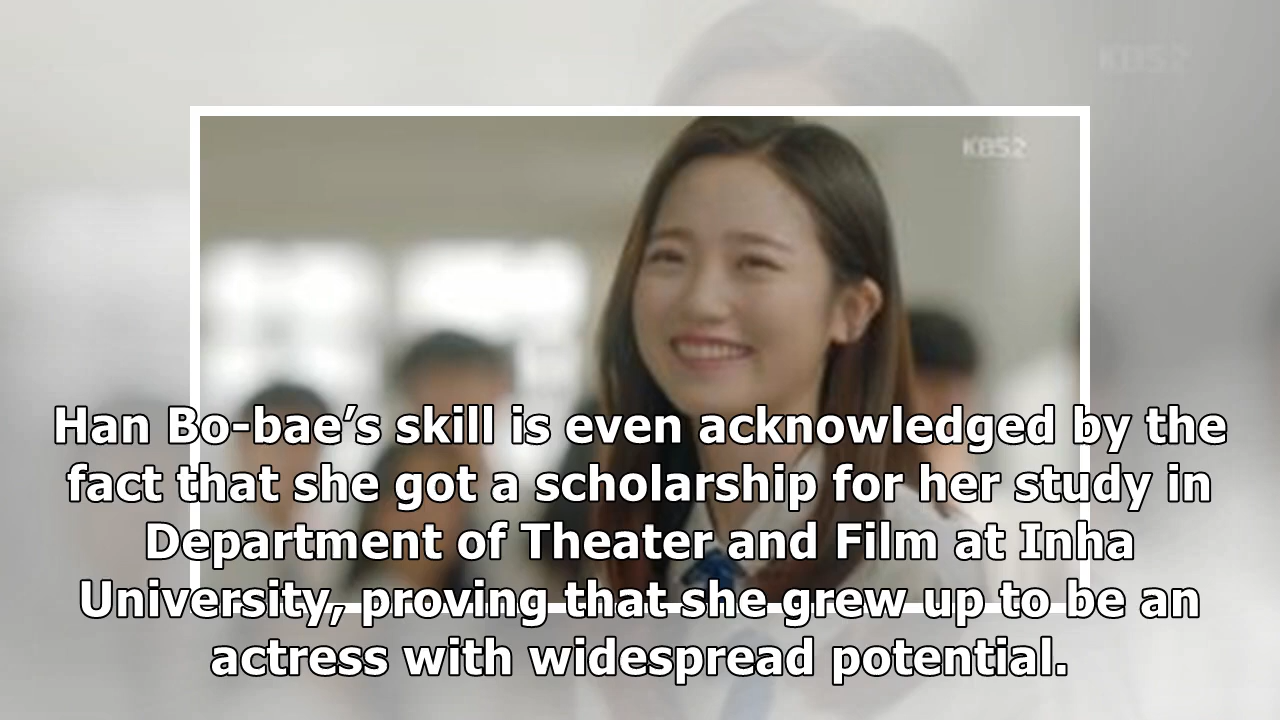 KBS2
KBS2
Han Bo-bae’s skill is even acknowledged by the
fact that she got a scholarship for her study in
Department of Theater and Film at Inha
University, proving that she grew up to be an
actress with widespread potential.